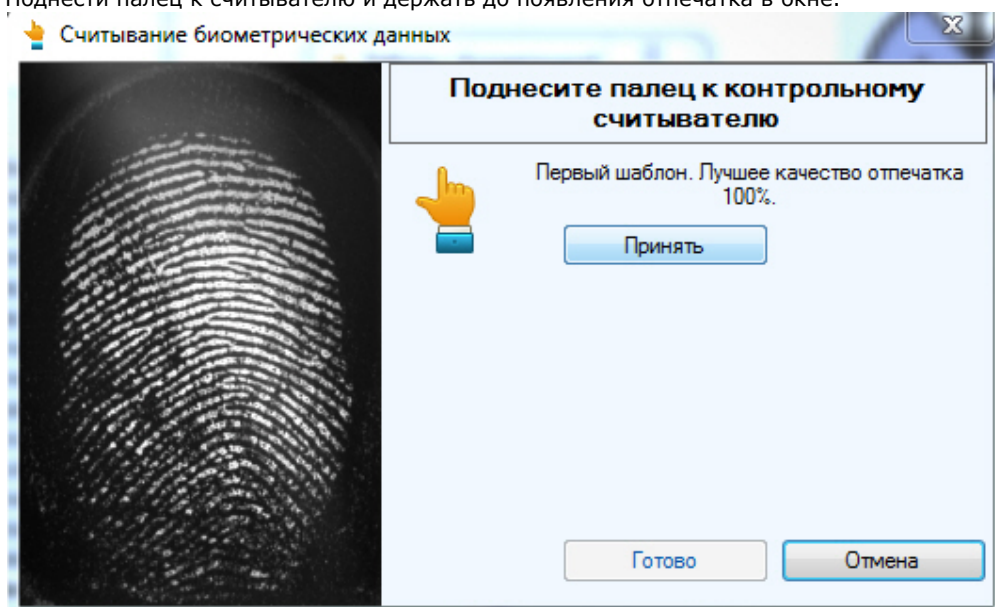 Поднести палец к считывателю и держать до появления отпечатка в окне.
Считывание биометрических данных
Поднесите палец к контрольному
считывателю
Первый шаблон. Лучшее качество отпечатка
100%.
Принять
Готово
Отмена